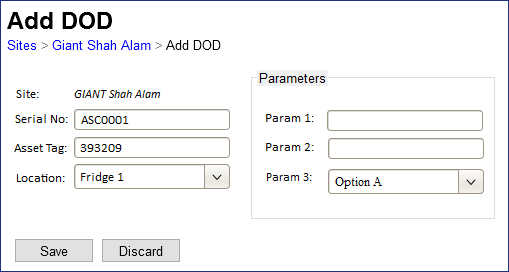 Add DOD
Sites > Giant Shah Alam > Add DOD
Site: GIANT Shah Alam
Serial No: ASC0001
Asset Tag: 393209
Location: Fridge 1
Parameters
Param 1:
Param 2:
Param 3: Option A
Save Discard